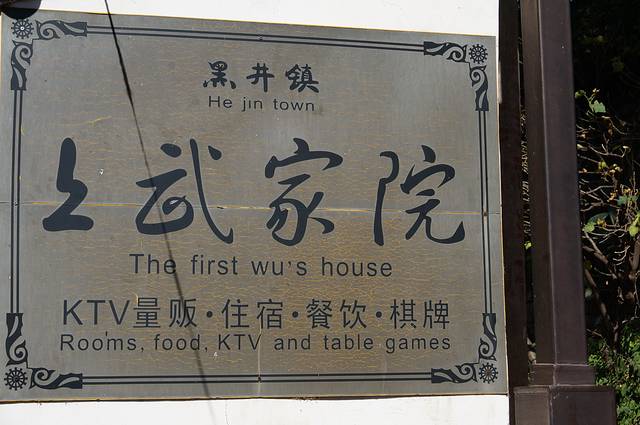 黑井镇
He jin town
上武家院
The first wu's house
KTV量贩·住宿·餐饮·棋牌
Rooms, food, KTV and table games